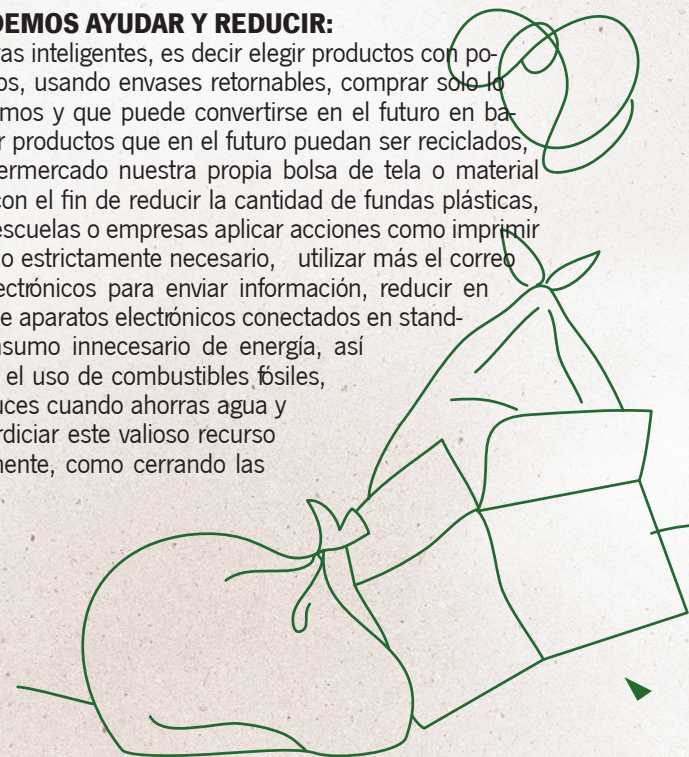 DEMOS AYUDAR Y REDUCIR:
ras inteligentes, es decir elegir productos con po-
os, usando envases retornables, comprar solo lo
mos y que puede convertirse en el futuro en ba-
r productos que en el futuro puedan ser reciclados,
ermercado nuestra propia bolsa de tela o material
con el fin de reducir la cantidad de fundas plásticas,
escuelas o empresas aplicar acciones como imprimir
o estrictamente necesario, utilizar más el correo
ectrónicos para enviar información, reducir en
e aparatos electrónicos conectados en stand-
nsumo innecesario de energía, así
el uso de combustibles fósiles,
uces cuando ahorras agua y
rdiciar este valioso recurso
nente, como cerrando las